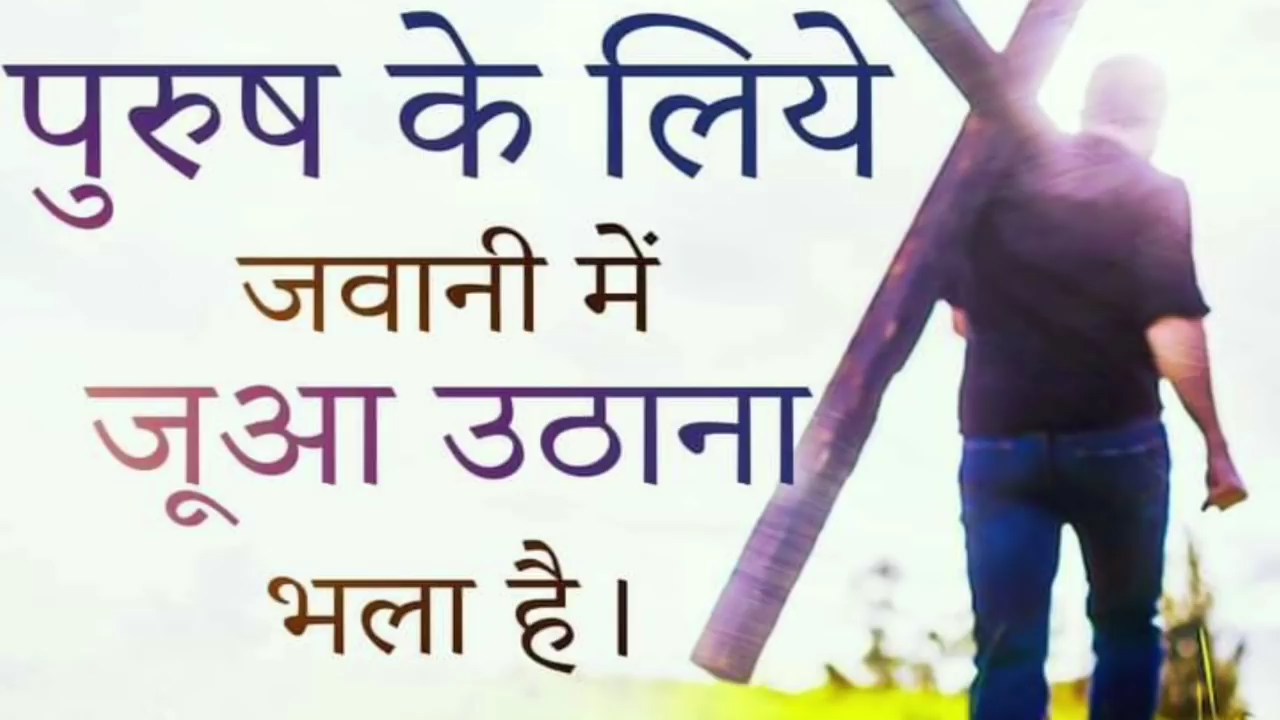 पुरुष के लिये
जवानी में
जूआ उठाना
भला है।